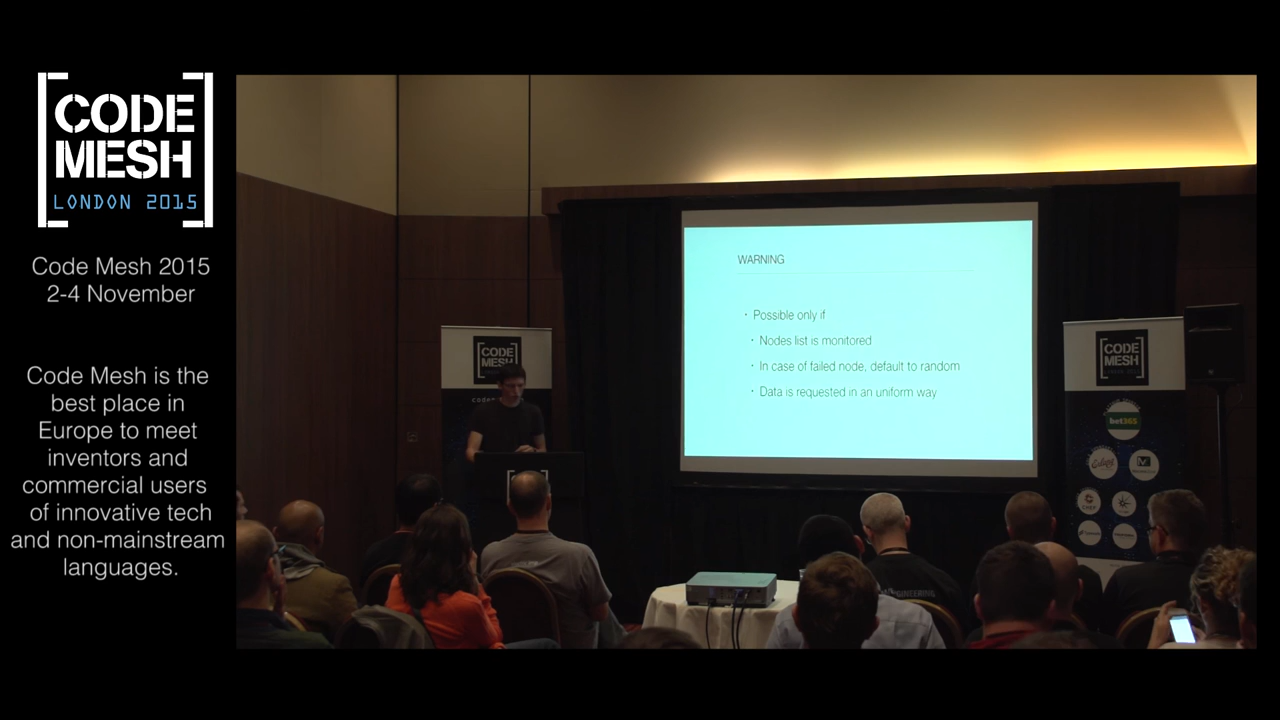 CODE
MESH
LONDON 2015
Code Mesh 2015
2-4 November
Code Mesh is the
best place in
Europe to meet
inventors and
commercial users
of innovative tech
and non-mainstream
languages.
WARNING
• Possible only if
• Nodes list is monitored
• In case of failed node, default to random
• Data is requested in an uniform way
CODE
MESH
CODE
MESH
bet365
CHEF